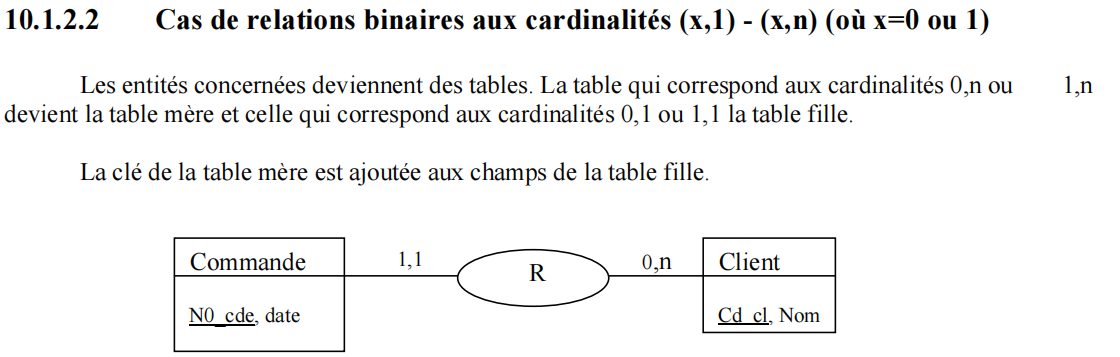 10.1.2.2 Cas de relations binaires aux cardinalités (x,1) - (x,n) (où x=0 ou 1)
Les entités concernées deviennent des tables. La table qui correspond aux cardinalités 0,n ou 1,n
devient la table mère et celle qui correspond aux cardinalités 0,1 ou 1,1 la table fille.
La clé de la table mère est ajoutée aux champs de la table fille.
Commande 1,1 R 0,n Client
N0_cde, date Cd_cl, Nom